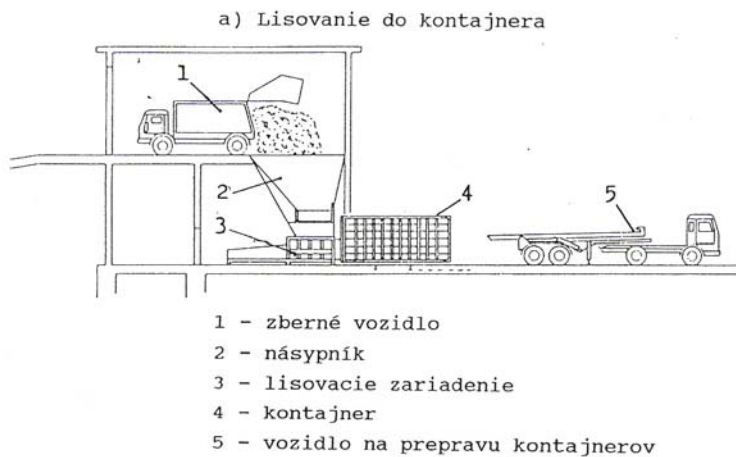 a) Lisovanie do kontajnera
1
2
3
4
5
1 - zberné vozidlo
2 - násypník
3 - lisovacie zariadenie
4 - kontajner
5 - vozidlo na prepravu kontajnerov